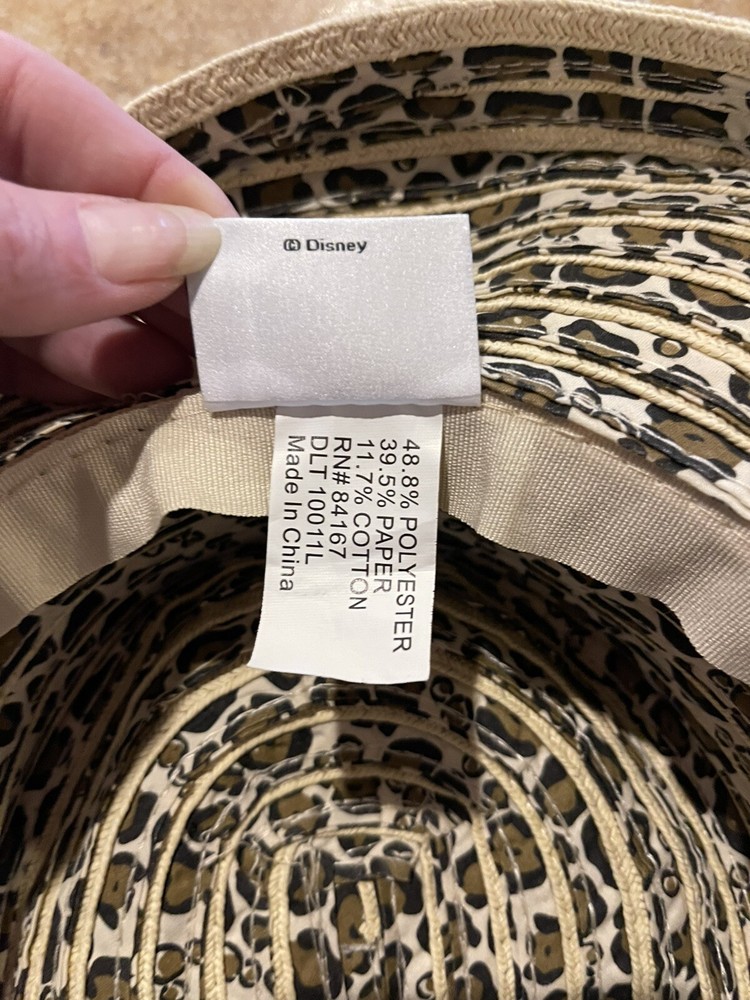 © Disney
48.8% POLYESTER
39.5% PAPER
11.7% COTTON
RN# 84167
DLT 10011L
Made In China